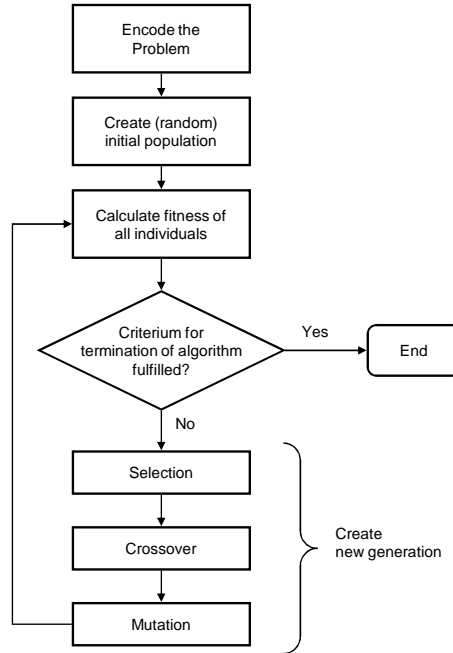 Encode the
Problem
Create (random)
initial population
Calculate fitness of
all individuals
Criterium for
termination of algorithm
fulfilled?
Yes
End
No
Selection
Crossover
Mutation
Create
new generation